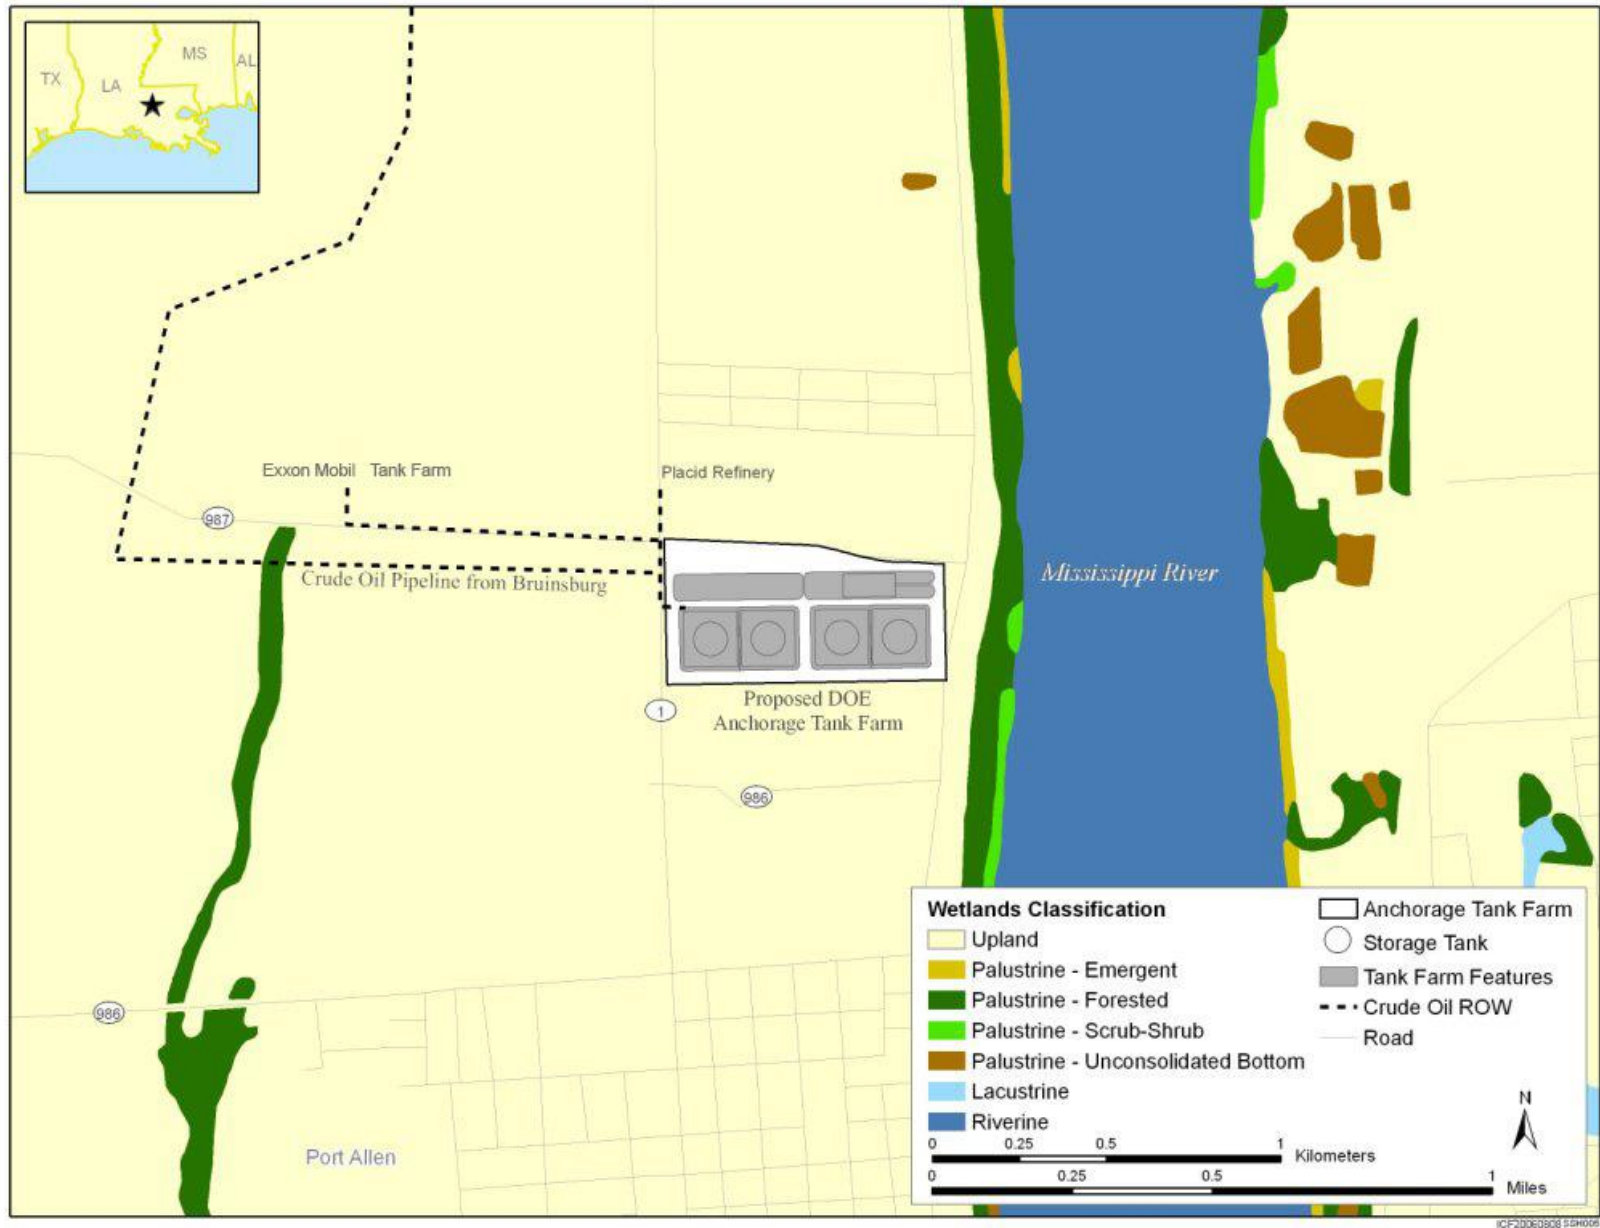 TX
LA
MS
AL
Exxon Mobil Tank Farm
Placid Refinery
987
Crude Oil Pipeline from Bruinsburg
Mississippi River
Proposed DOE
Anchorage Tank Farm
1
986
986
Port Allen
Wetlands Classification
Upland
Palustrine - Emergent
Palustrine - Forested
Palustrine - Scrub-Shrub
Palustrine - Unconsolidated Bottom
Lacustrine
Riverine
Anchorage Tank Farm
Storage Tank
Tank Farm Features
Crude Oil ROW
Road
N
0 0.25 0.5 1
Kilometers
0 0.25 0.5 1
Miles